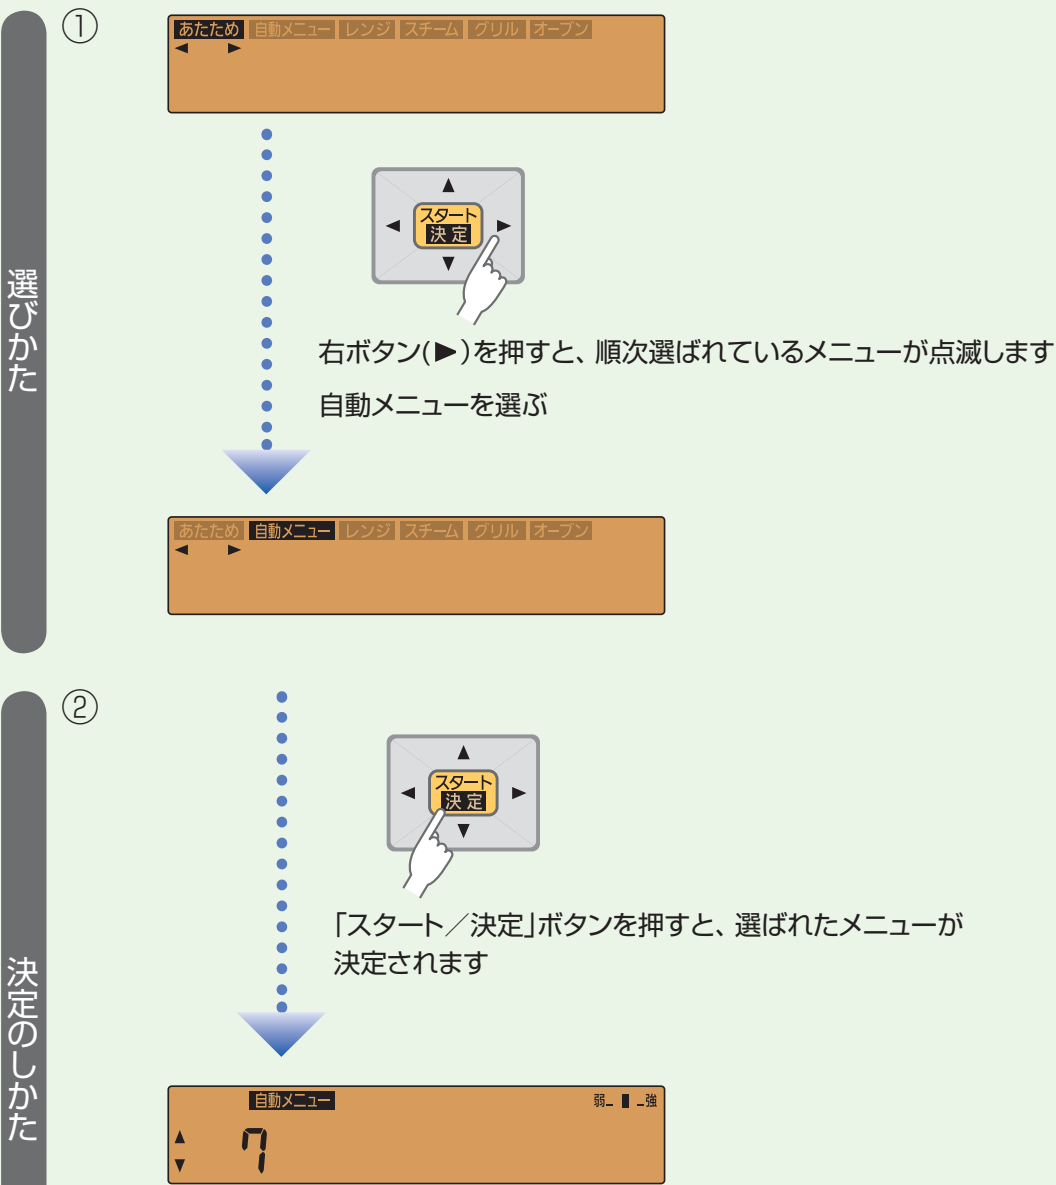 選びかた
①
あたため 自動メニュー レンジ スチーム グリル オーブン
◀ ▶
▲
◀ スタート ▶
決定
▼
右ボタン(▶)を押すと、順次選ばれているメニューが点滅します
自動メニューを選ぶ
あたため 自動メニュー レンジ スチーム グリル オーブン
◀ ▶
決定のしかた
②
▲
◀ スタート ▶
決定
▼
「スタート／決定」ボタンを押すと、選ばれたメニューが
決定されます
自動メニュー 弱_ ▮ _強
▲ 7
▼